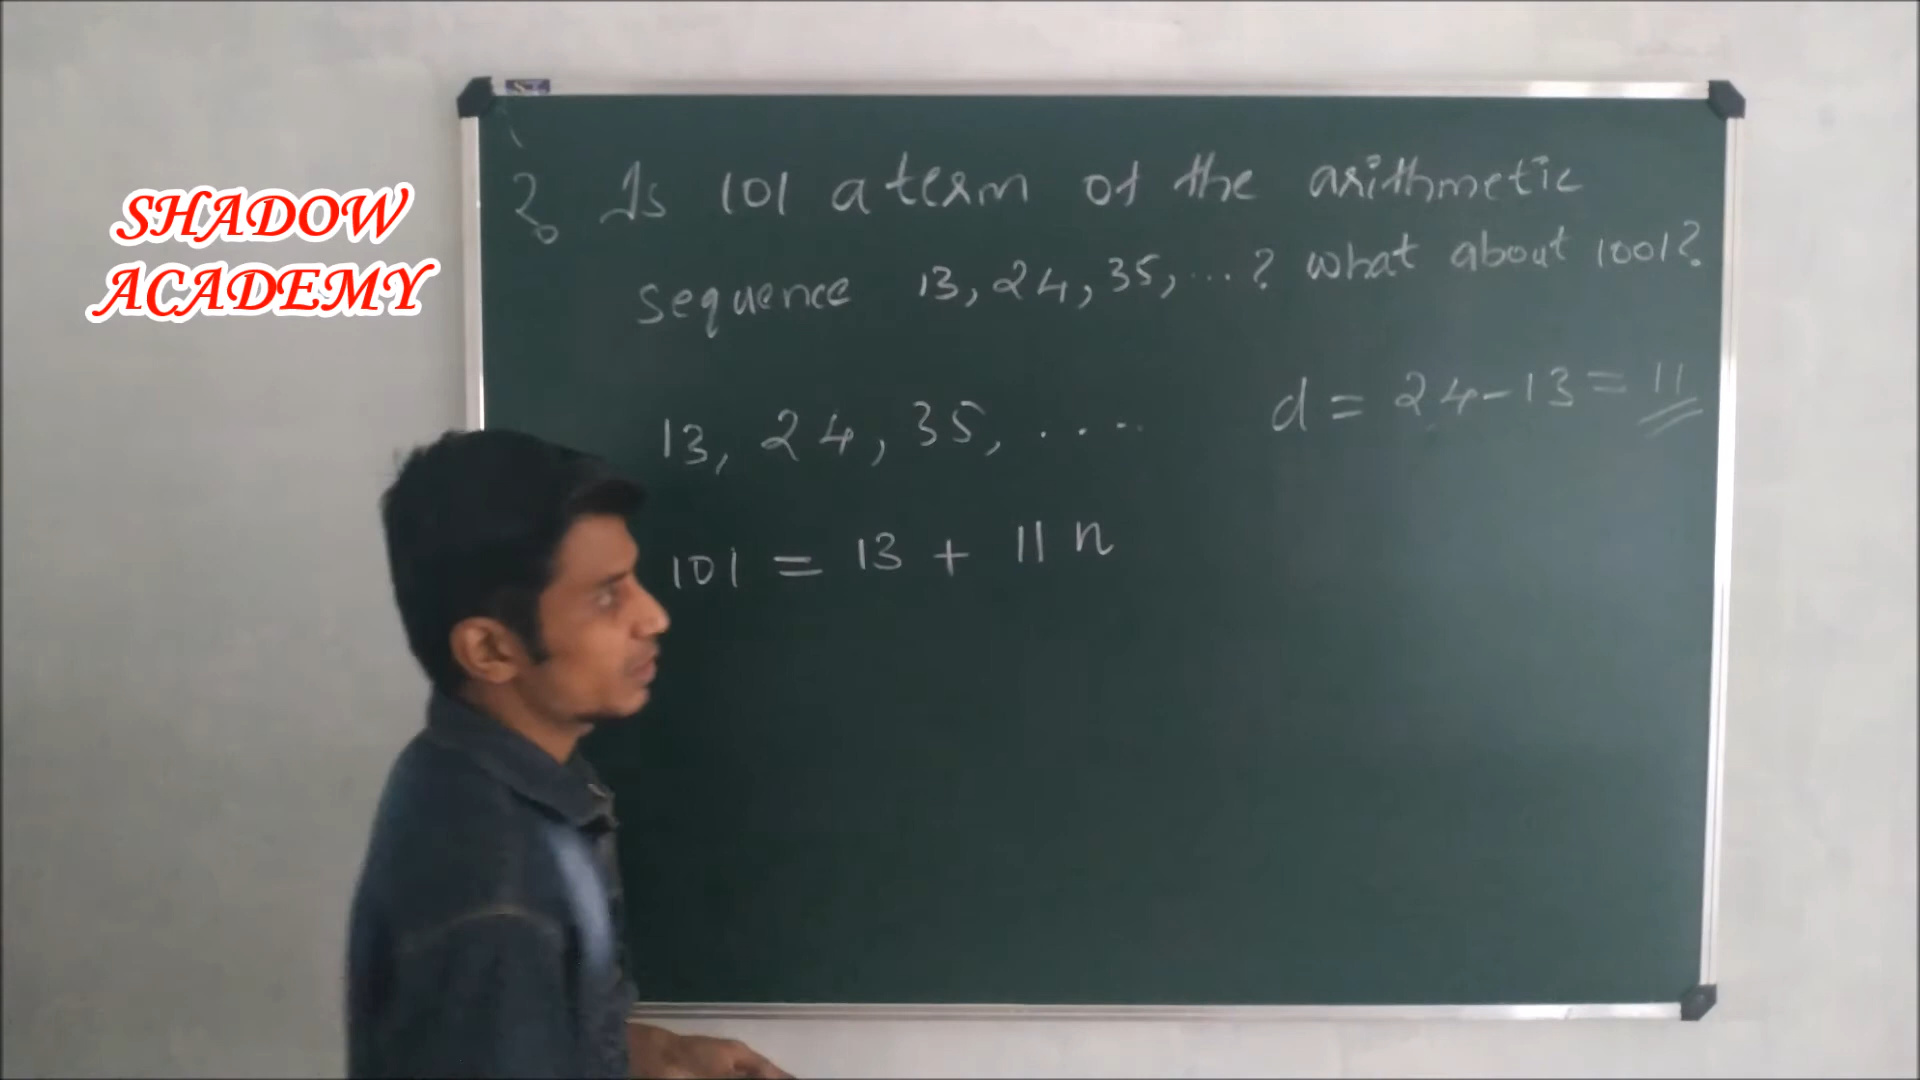 SHADOW
ACADEMY
2. Is 101 a term of the arithmetic
sequence 13, 24, 35, ...? what about 1001?
13, 24, 35, .....
d = 24-13 = 11
101 = 13 + 11 n